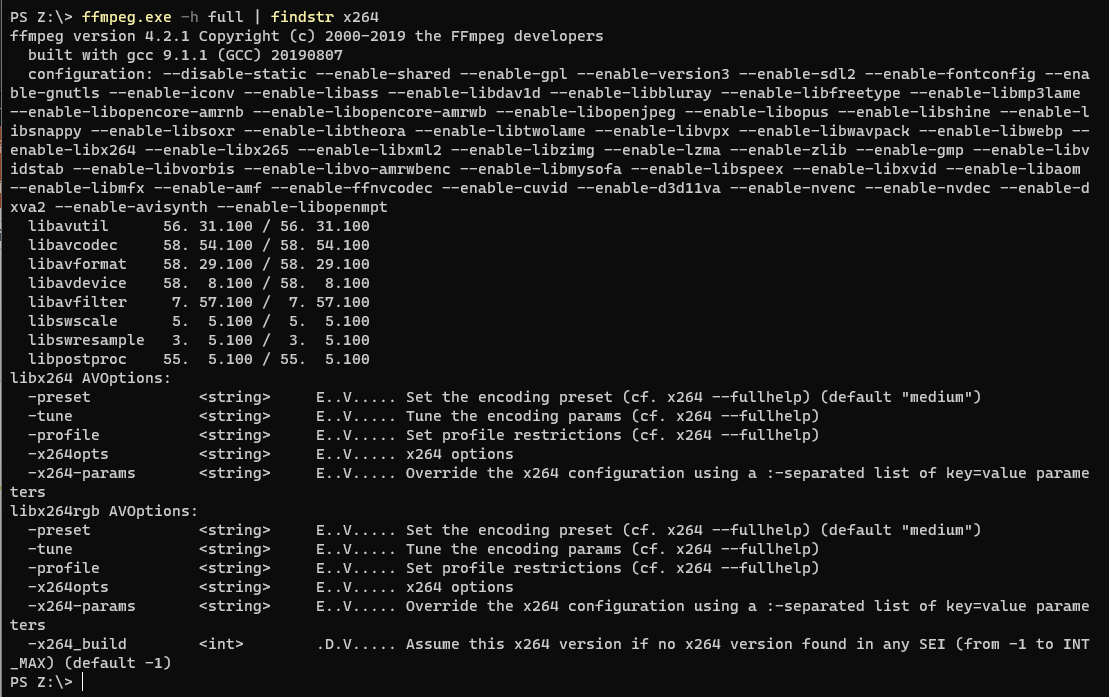 PS Z:\> ffmpeg.exe -h full | findstr x264
ffmpeg version 4.2.1 Copyright (c) 2000-2019 the FFmpeg developers
  built with gcc 9.1.1 (GCC) 20190807
  configuration: --disable-static --enable-shared --enable-gpl --enable-version3 --enable-sdl2 --enable-fontconfig --ena
ble-gnutls --enable-iconv --enable-libass --enable-libdav1d --enable-libbluray --enable-libfreetype --enable-libmp3lame
--enable-libopencore-amrnb --enable-libopencore-amrwb --enable-libopenjpeg --enable-libopus --enable-libshine --enable-l
ibsnappy --enable-libsoxr --enable-libtheora --enable-libtwolame --enable-libvpx --enable-libwavpack --enable-libwebp --
enable-libx264 --enable-libx265 --enable-libxml2 --enable-libzimg --enable-lzma --enable-zlib --enable-gmp --enable-libv
idstab --enable-libvorbis --enable-libvo-amrwbenc --enable-libmysofa --enable-libspeex --enable-libxvid --enable-libaom
--enable-libmfx --enable-amf --enable-ffnvcodec --enable-cuvid --enable-d3d11va --enable-nvenc --enable-nvdec --enable-d
xva2 --enable-avisynth --enable-libopenmpt
  libavutil      56. 31.100 / 56. 31.100
  libavcodec     58. 54.100 / 58. 54.100
  libavformat    58. 29.100 / 58. 29.100
  libavdevice    58.  8.100 / 58.  8.100
  libavfilter     7. 57.100 /  7. 57.100
  libswscale      5.  5.100 /  5.  5.100
  libswresample   3.  5.100 /  3.  5.100
  libpostproc    55.  5.100 / 55.  5.100
libx264 AVOptions:
  -preset            <string>     E..V..... Set the encoding preset (cf. x264 --fullhelp) (default "medium")
  -tune              <string>     E..V..... Tune the encoding params (cf. x264 --fullhelp)
  -profile           <string>     E..V..... Set profile restrictions (cf. x264 --fullhelp)
  -x264opts          <string>     E..V..... x264 options
  -x264-params       <string>     E..V..... Override the x264 configuration using a :-separated list of key=value parame
ters
libx264rgb AVOptions:
  -preset            <string>     E..V..... Set the encoding preset (cf. x264 --fullhelp) (default "medium")
  -tune              <string>     E..V..... Tune the encoding params (cf. x264 --fullhelp)
  -profile           <string>     E..V..... Set profile restrictions (cf. x264 --fullhelp)
  -x264opts          <string>     E..V..... x264 options
  -x264-params       <string>     E..V..... Override the x264 configuration using a :-separated list of key=value parame
ters
  -x264_build        <int>        .D.V..... Assume this x264 version if no x264 version found in any SEI (from -1 to INT
_MAX) (default -1)
PS Z:\>